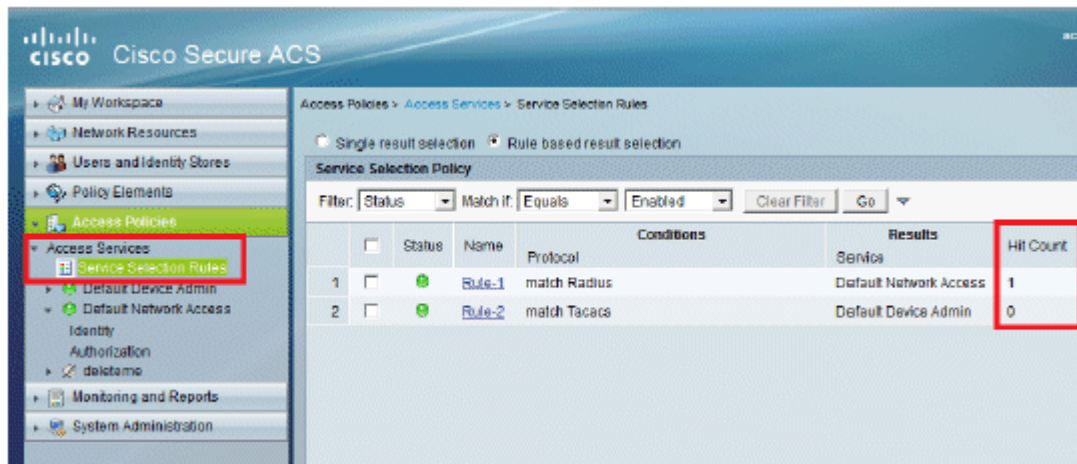 CISCO Cisco Secure ACS
My Workspace
Network Resources
Users and Identity Stores
Policy Elements
Access Policies
Access Services
Service Selection Rules
Default Device Admin
Default Network Access
Identity
Authorization
deleteme
Monitoring and Reports
System Administration
Access Policies > Access Services > Service Selection Rules
Single result selection Rule based result selection
Service Selection Policy
Filter: Status Match if: Equals Enabled Clear Filter Go
Conditions Results
Status Name Protocol Service Hit Count
1 Rule-1 match Radius Default Network Access 1
2 Rule-2 match Tacacs Default Device Admin 0